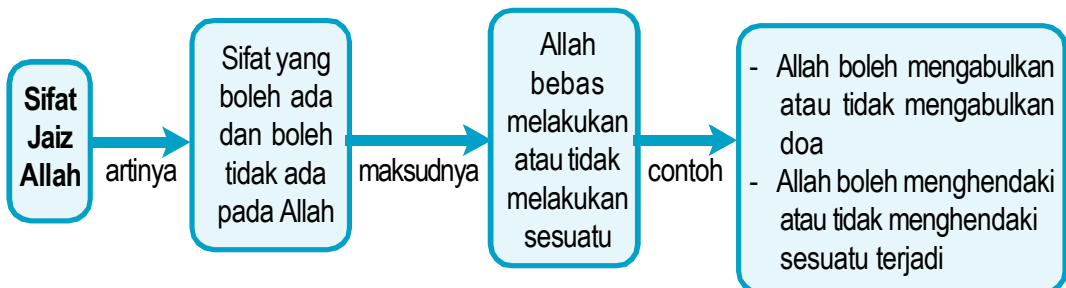 Sifat
Jaiz
Allah
artinya
Sifat yang
boleh ada
dan boleh
tidak ada
pada Allah
maksudnya
Allah
bebas
melakukan
atau tidak
melakukan
sesuatu
contoh
- Allah boleh mengabulkan
atau tidak mengabulkan
doa
- Allah boleh menghendaki
atau tidak menghendaki
sesuatu terjadi